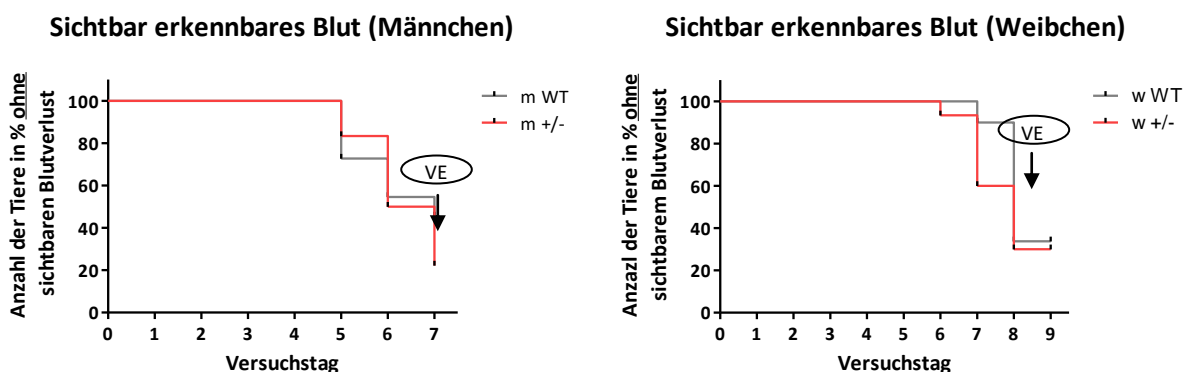 Sichtbar erkennbares Blut (Männchen)
Anzahl der Tiere in % ohne
sichtbaren Blutverlust
100
80
60
40
20
0
0 1 2 3 4 5 6 7
Versuchstag
m WT
m +/-
VE
Sichtbar erkennbares Blut (Weibchen)
Anzazl der Tiere in % ohne
sichtbarem Blutverlust
100
80
60
40
20
0
0 1 2 3 4 5 6 7 8 9
Versuchstag
w WT
w +/-
VE